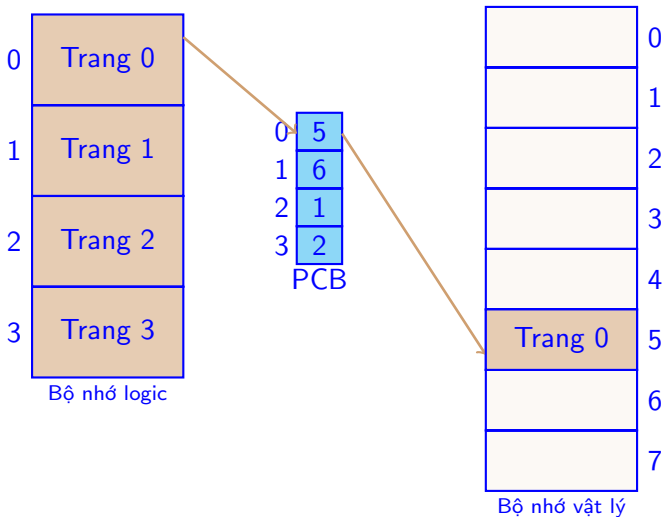 0 Trang 0
1 Trang 1
2 Trang 2
3 Trang 3
Bộ nhớ logic
0 5
1 6
2 1
3 2
PCB
0
1
2
3
4
Trang 0 5
6
7
Bộ nhớ vật lý